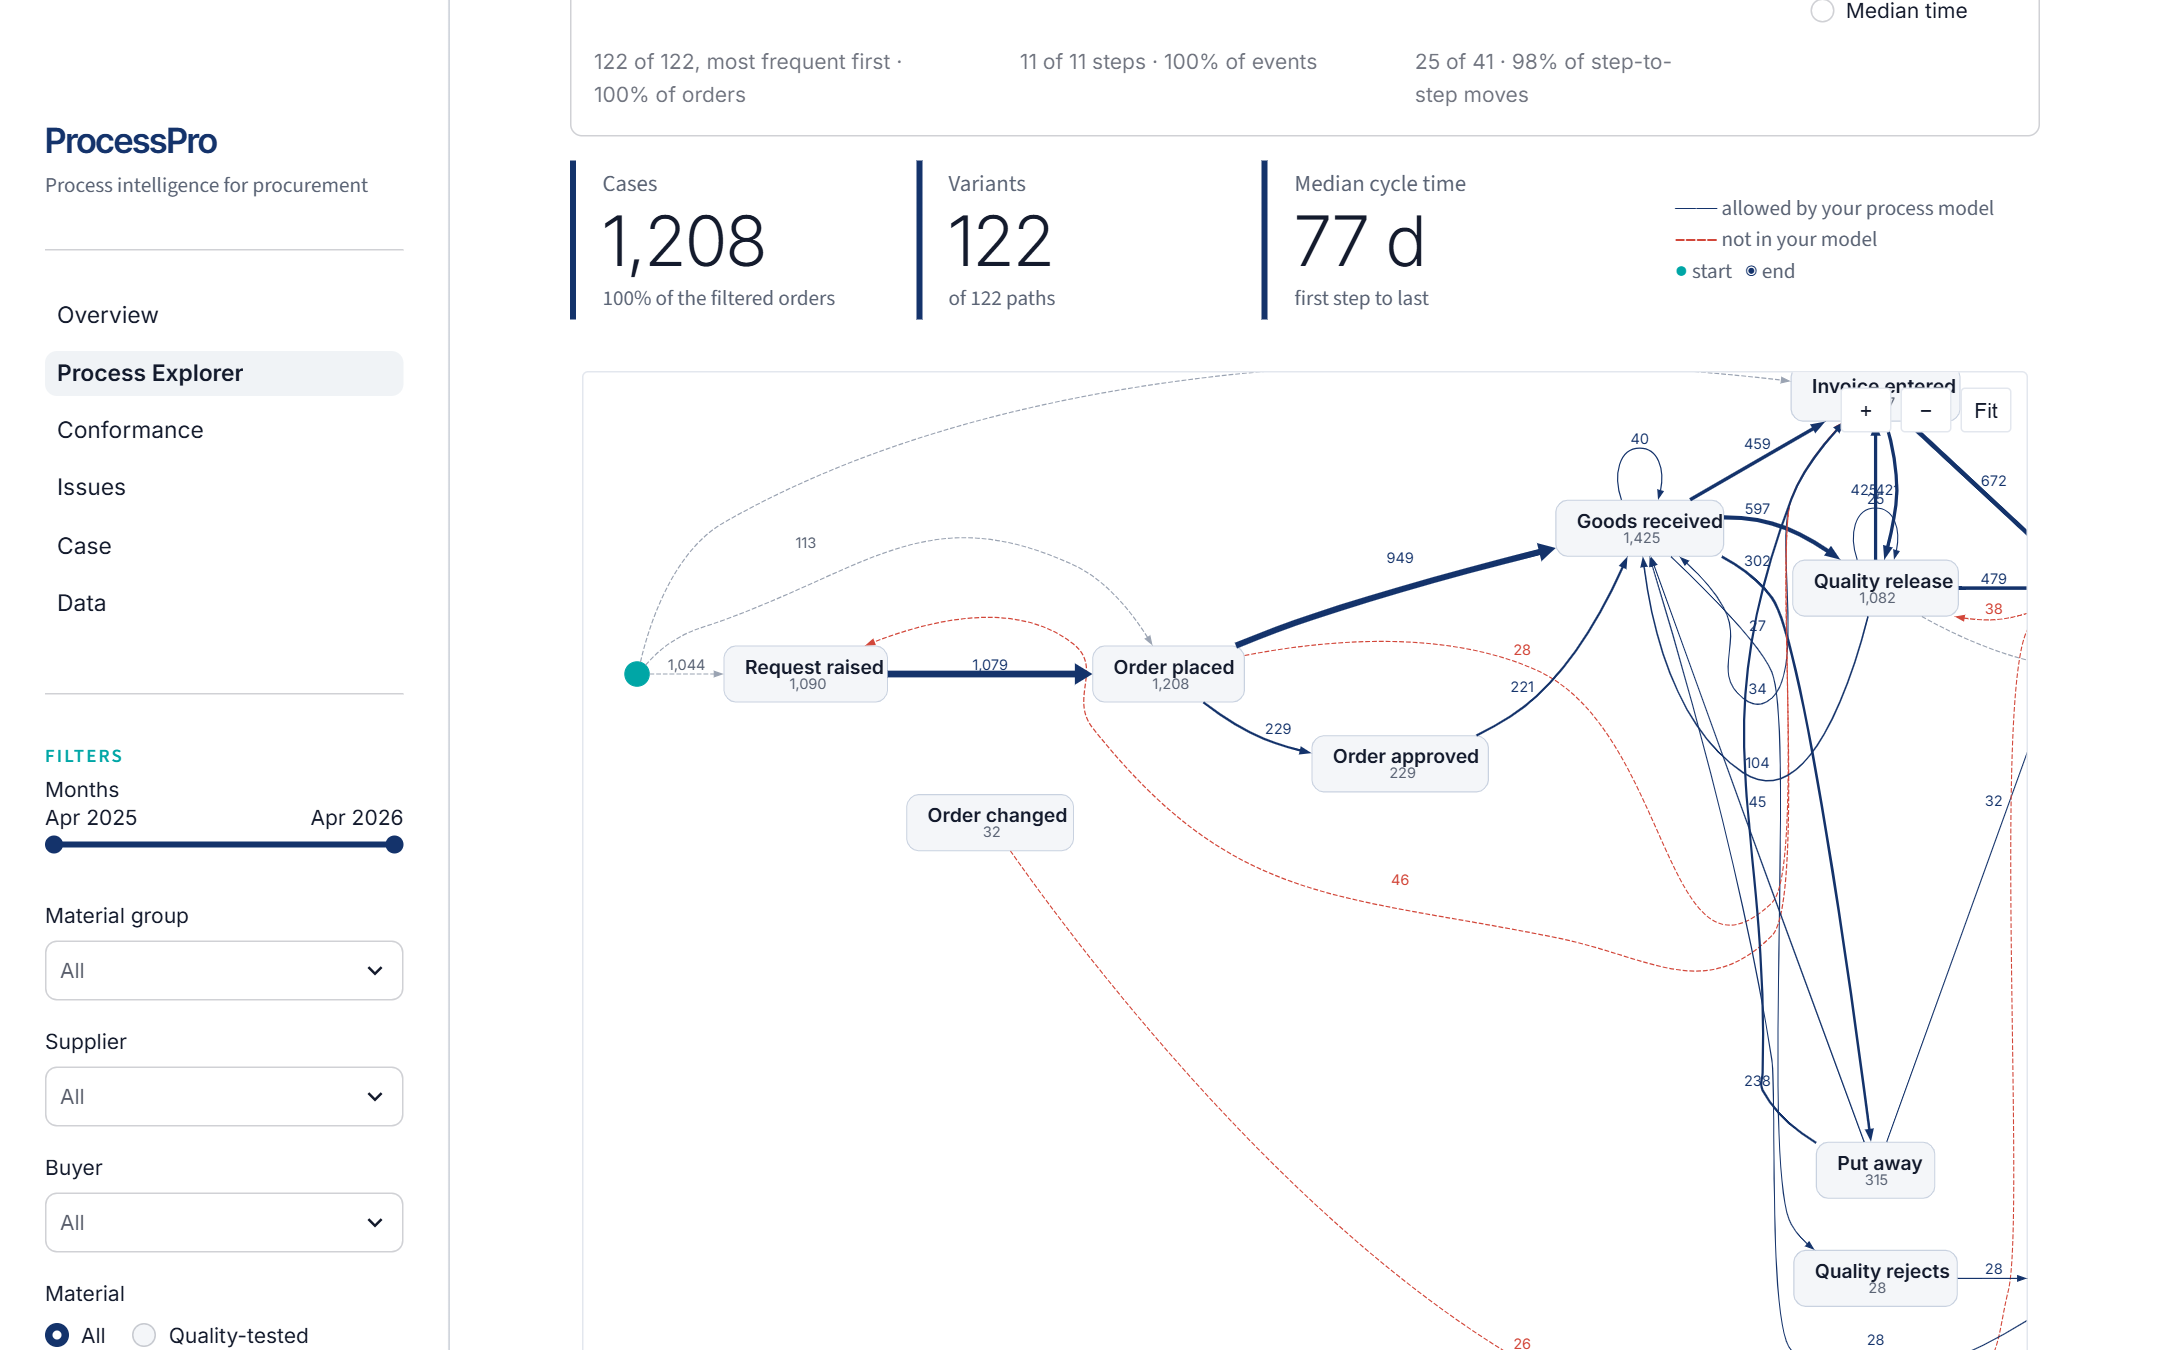 ProcessPro
Process intelligence for procurement
Overview
Process Explorer
Conformance
Issues
Case
Data
FILTERS
Months
Apr 2025
Apr 2026
Material group
All
Supplier
All
Buyer
All
Material
All
Quality-tested
Median time
122 of 122, most frequent first ·
100% of orders
11 of 11 steps · 100% of events
25 of 41 · 98% of step-to-
step moves
Cases
1,208
100% of the filtered orders
Variants
122
of 122 paths
Median cycle time
77 d
first step to last
allowed by your process model
not in your model
start
end
Invoice entered
+
−
Fit
40
459
672
425
421
25
Goods received
1,425
597
113
949
302
Quality release
1,082
479
38
27
1,044
Request raised
1,090
1,079
Order placed
1,208
28
221
34
229
Order approved
229
104
45
32
Order changed
32
46
238
Put away
315
Quality rejects
28
28
28
26